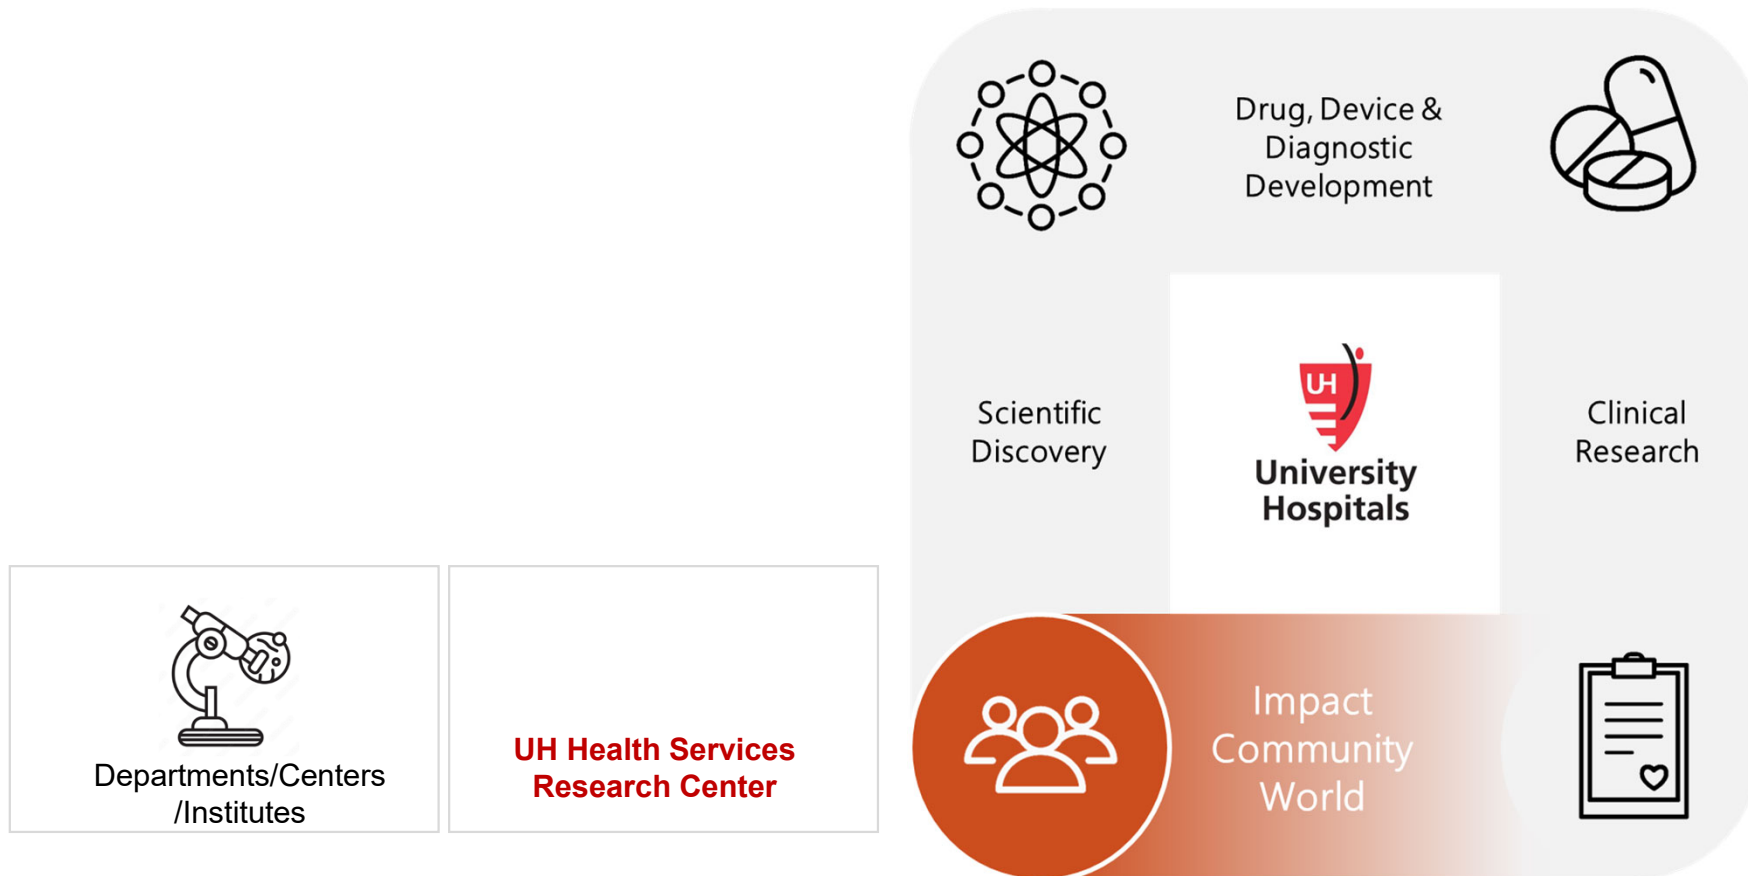 Departments/Centers
/Institutes
UH Health Services
Research Center
Drug, Device &
Diagnostic
Development
Scientific
Discovery
UH
University
Hospitals
Clinical
Research
Impact
Community
World